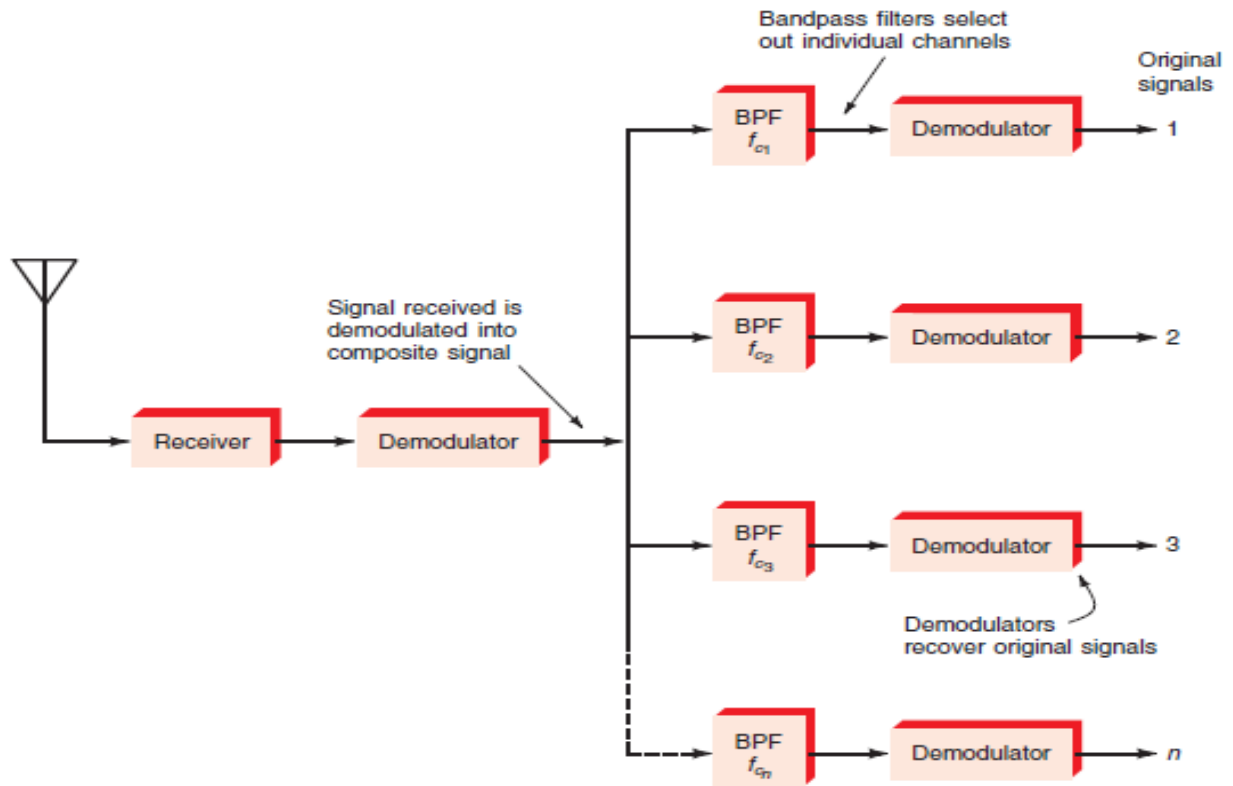 Bandpass filters select
out individual channels
Original
signals
BPF
fc1
Demodulator
1
Signal received is
demodulated into
composite signal
BPF
fc2
Demodulator
2
Receiver
Demodulator
BPF
fc3
Demodulator
3
Demodulators
recover original signals
BPF
fcn
Demodulator
n